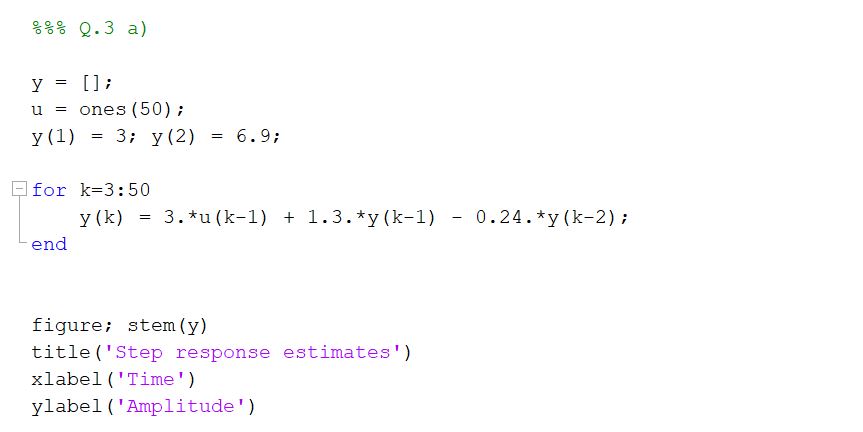 %%% Q.3 a)
y = [];
u = ones(50);
y(1) = 3; y(2) = 6.9;
for k=3:50
y(k) = 3.*u(k-1) + 1.3.*y(k-1) - 0.24.*y(k-2);
end
figure; stem(y)
title('Step response estimates')
xlabel('Time')
ylabel('Amplitude')